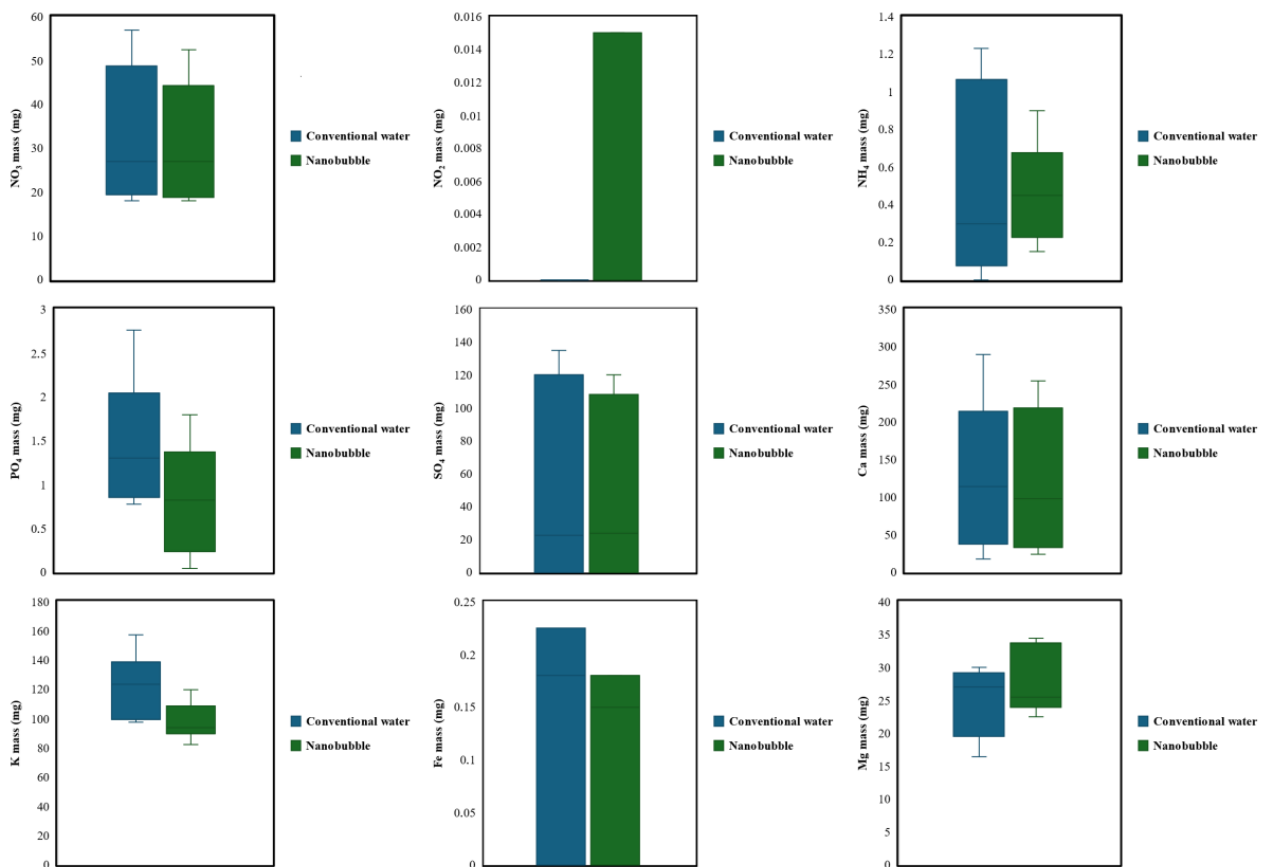 NO₃ mass (mg)
60
50
40
30
20
10
0
Conventional water
Nanobubble
NO₂ mass (mg)
0.016
0.014
0.012
0.01
0.008
0.006
0.004
0.002
0
Conventional water
Nanobubble
NH₄ mass (mg)
1.4
1.2
1
0.8
0.6
0.4
0.2
0
Conventional water
Nanobubble
PO₄ mass (mg)
3
2.5
2
1.5
1
0.5
0
Conventional water
Nanobubble
SO₄ mass (mg)
160
140
120
100
80
60
40
20
0
Conventional water
Nanobubble
Ca mass (mg)
350
300
250
200
150
100
50
0
Conventional water
Nanobubble
K mass (mg)
180
160
140
120
100
80
60
40
20
0
Conventional water
Nanobubble
Fe mass (mg)
0.25
0.2
0.15
0.1
0.05
0
Conventional water
Nanobubble
Mg mass (mg)
40
35
30
25
20
15
10
5
0
Conventional water
Nanobubble